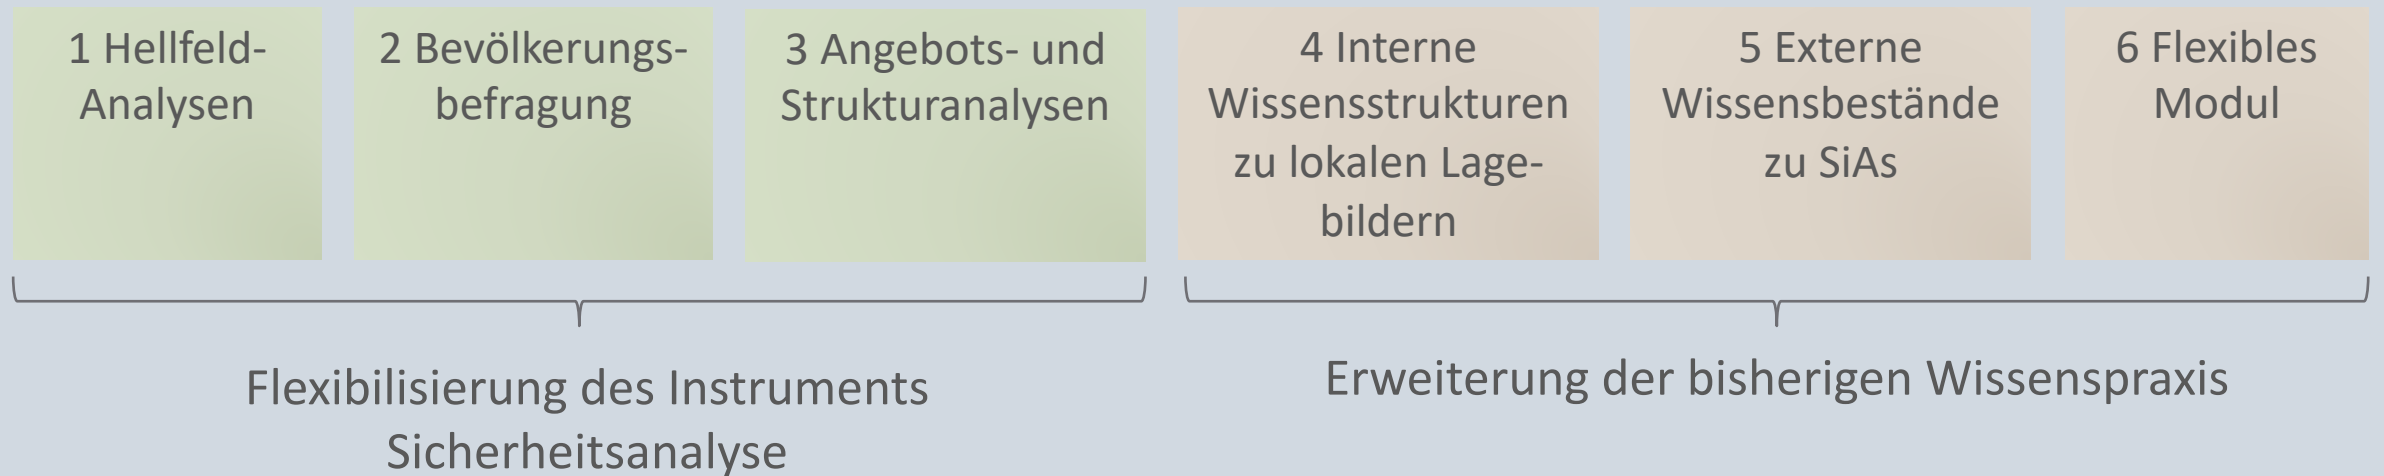 1 Hellfeld-
Analysen
2 Bevölkerungs-
befragung
3 Angebots- und
Strukturanalysen
4 Interne
Wissensstrukturen
zu lokalen Lage-
bildern
5 Externe
Wissensbestände
zu SiAs
6 Flexibles
Modul
Flexibilisierung des Instruments
Sicherheitsanalyse
Erweiterung der bisherigen Wissenspraxis